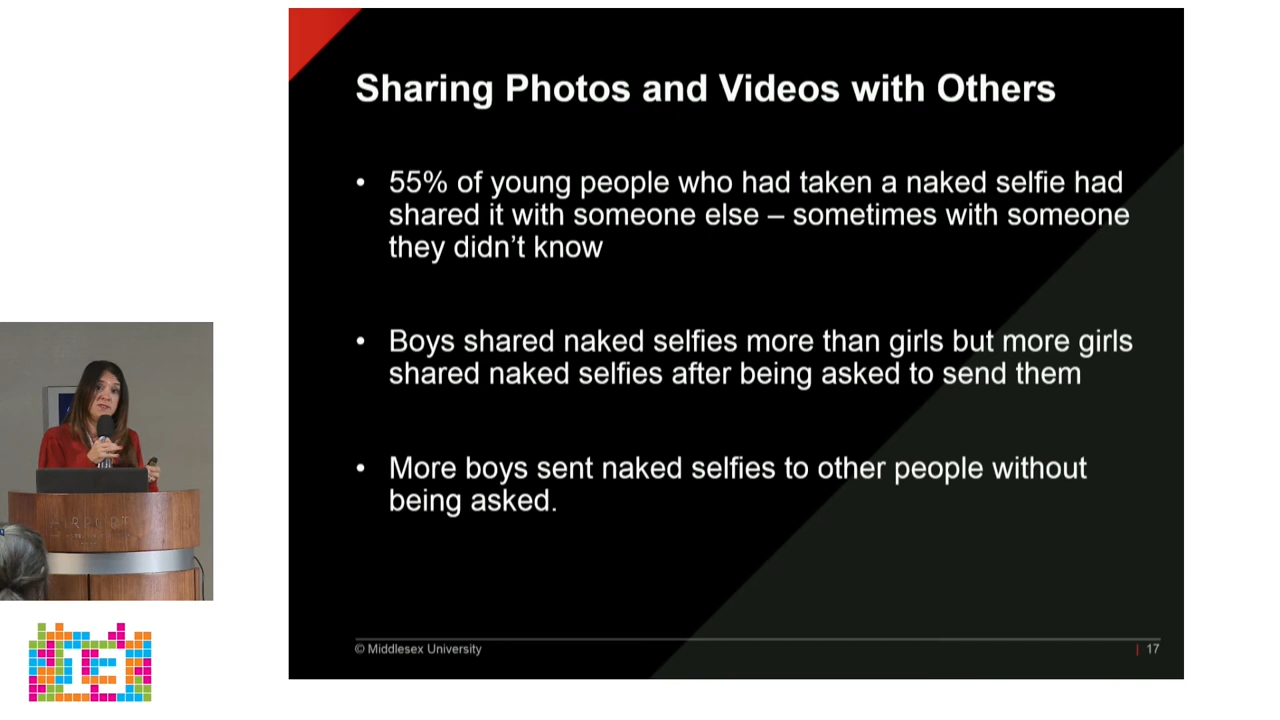 Sharing Photos and Videos with Others
• 55% of young people who had taken a naked selfie had
shared it with someone else – sometimes with someone
they didn't know
• Boys shared naked selfies more than girls but more girls
shared naked selfies after being asked to send them
• More boys sent naked selfies to other people without
being asked.
© Middlesex University
| 17
AIRPORT